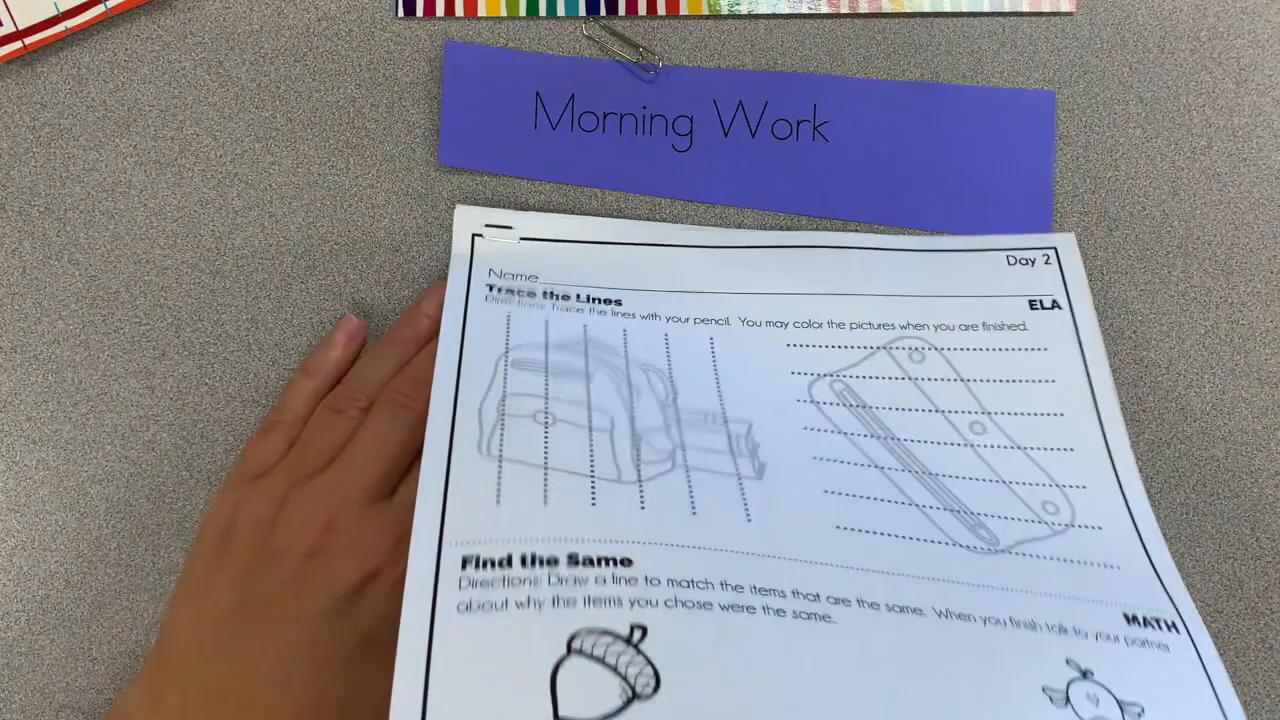 Morning Work
Day 2
Name
Trace the Lines
ELA
Directions: Trace the lines with your pencil. You may color the pictures when you are finished.
Find the Same
MATH
Directions: Draw a line to match the items that are the same. When you finish talk to your partner
about why the items you chose were the same.